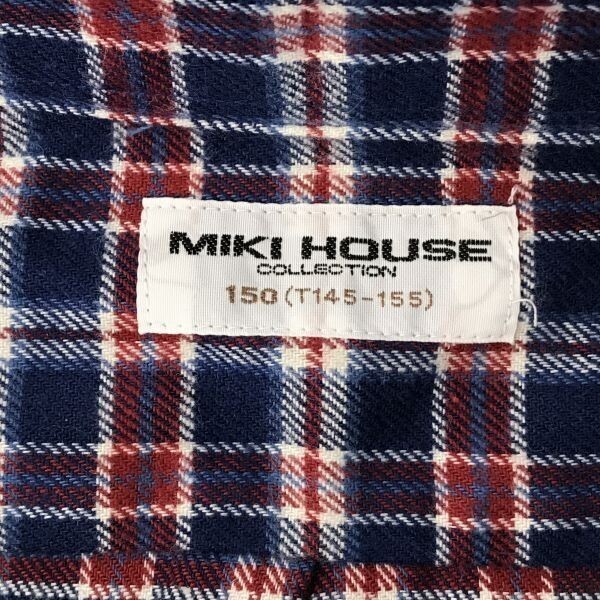 MIKI HOUSE
COLLECTION
150 (T145-155)